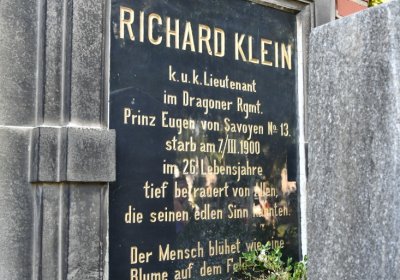 RICHARD KLEIN
k.u.k. Lieutenant
im Dragoner Rgmt.
Prinz Eugen von Savoyen No 13.
starb am 7/III. 1900
im 26 Lebensjahre
tief betrauert von Allen,
die seinen edlen Sinn kannten.
Der Mensch blühet wie eine
Blume auf dem Felde